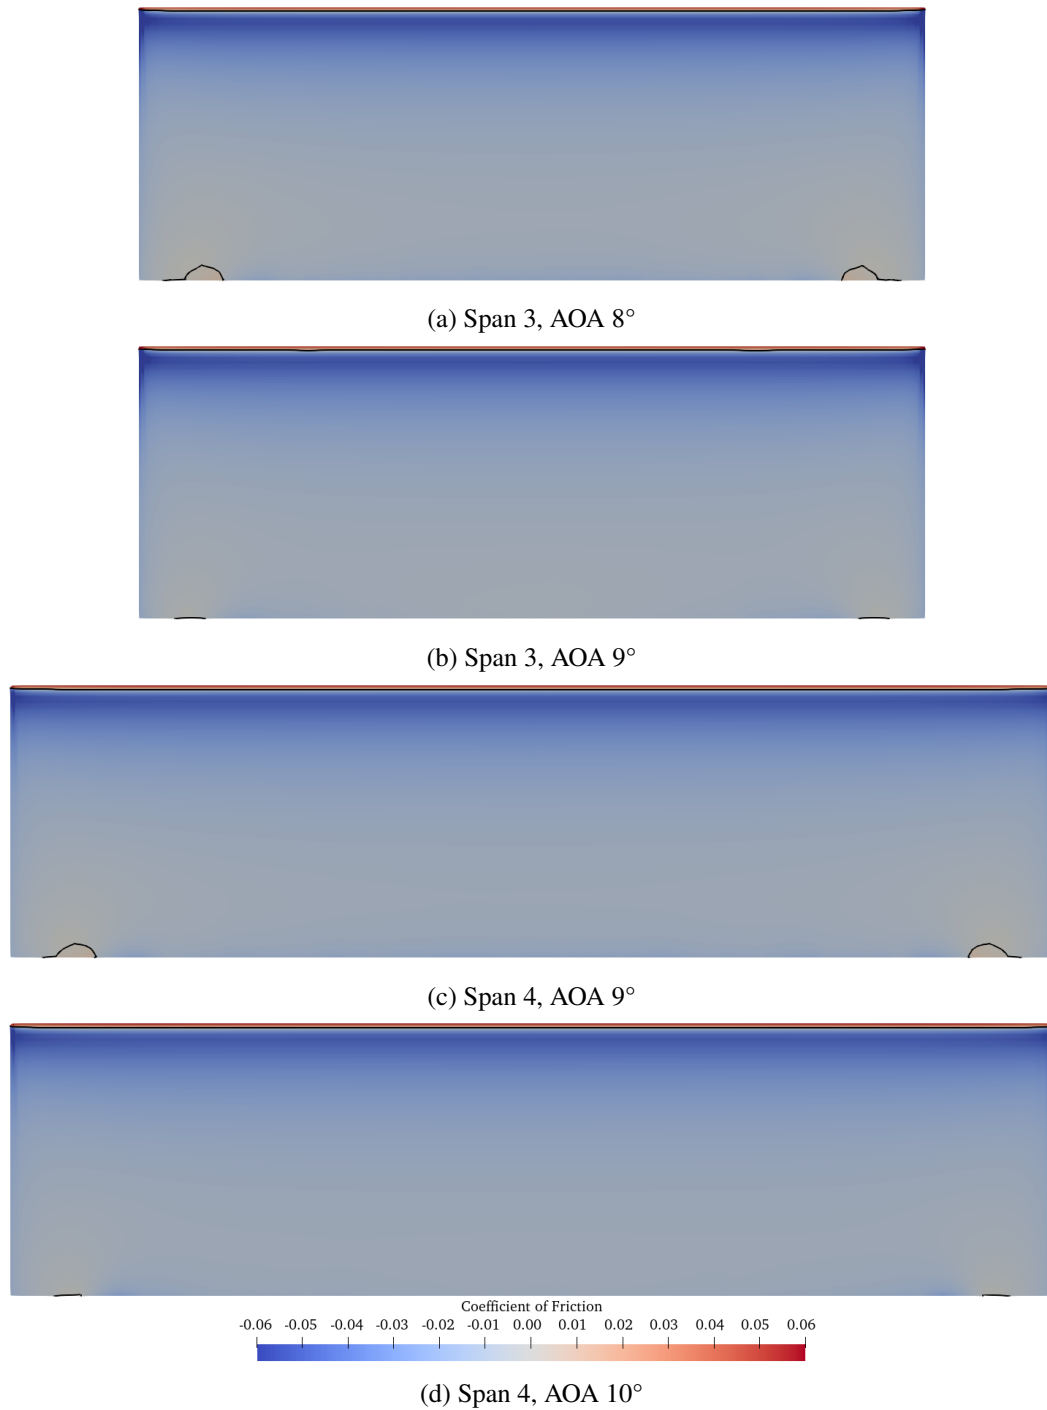 (a) Span 3, AOA 8°
(b) Span 3, AOA 9°
(c) Span 4, AOA 9°
Coefficient of Friction
-0.06 -0.05 -0.04 -0.03 -0.02 -0.01 0.00 0.01 0.02 0.03 0.04 0.05 0.06
(d) Span 4, AOA 10°